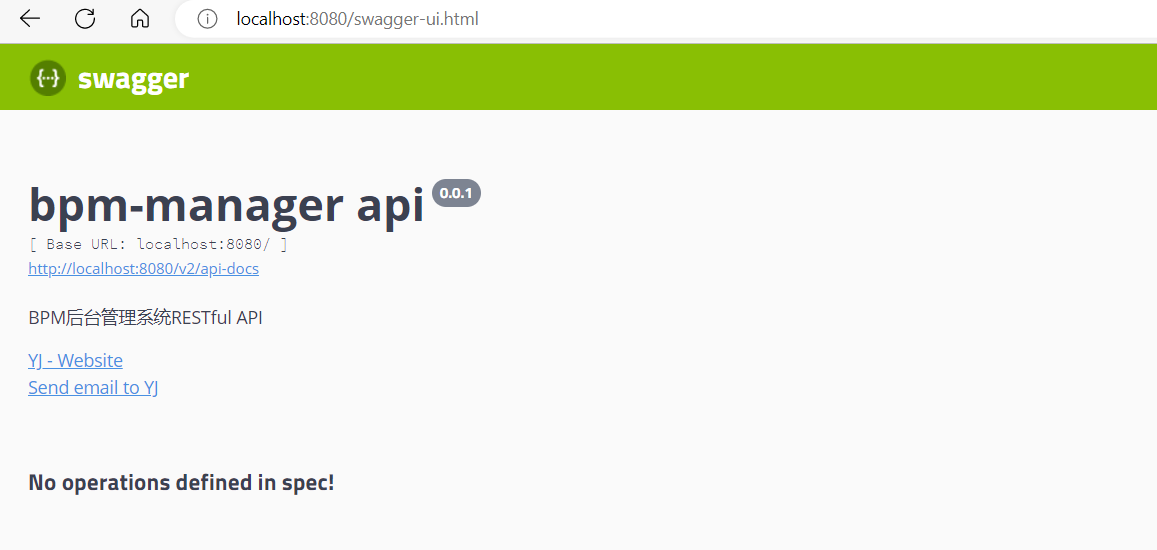 localhost:8080/swagger-ui.html
{···} swagger
bpm-manager api 0.0.1
[ Base URL: localhost:8080/ ]
http://localhost:8080/v2/api-docs
BPM后台管理系统RESTful API
YJ - Website
Send email to YJ
No operations defined in spec!